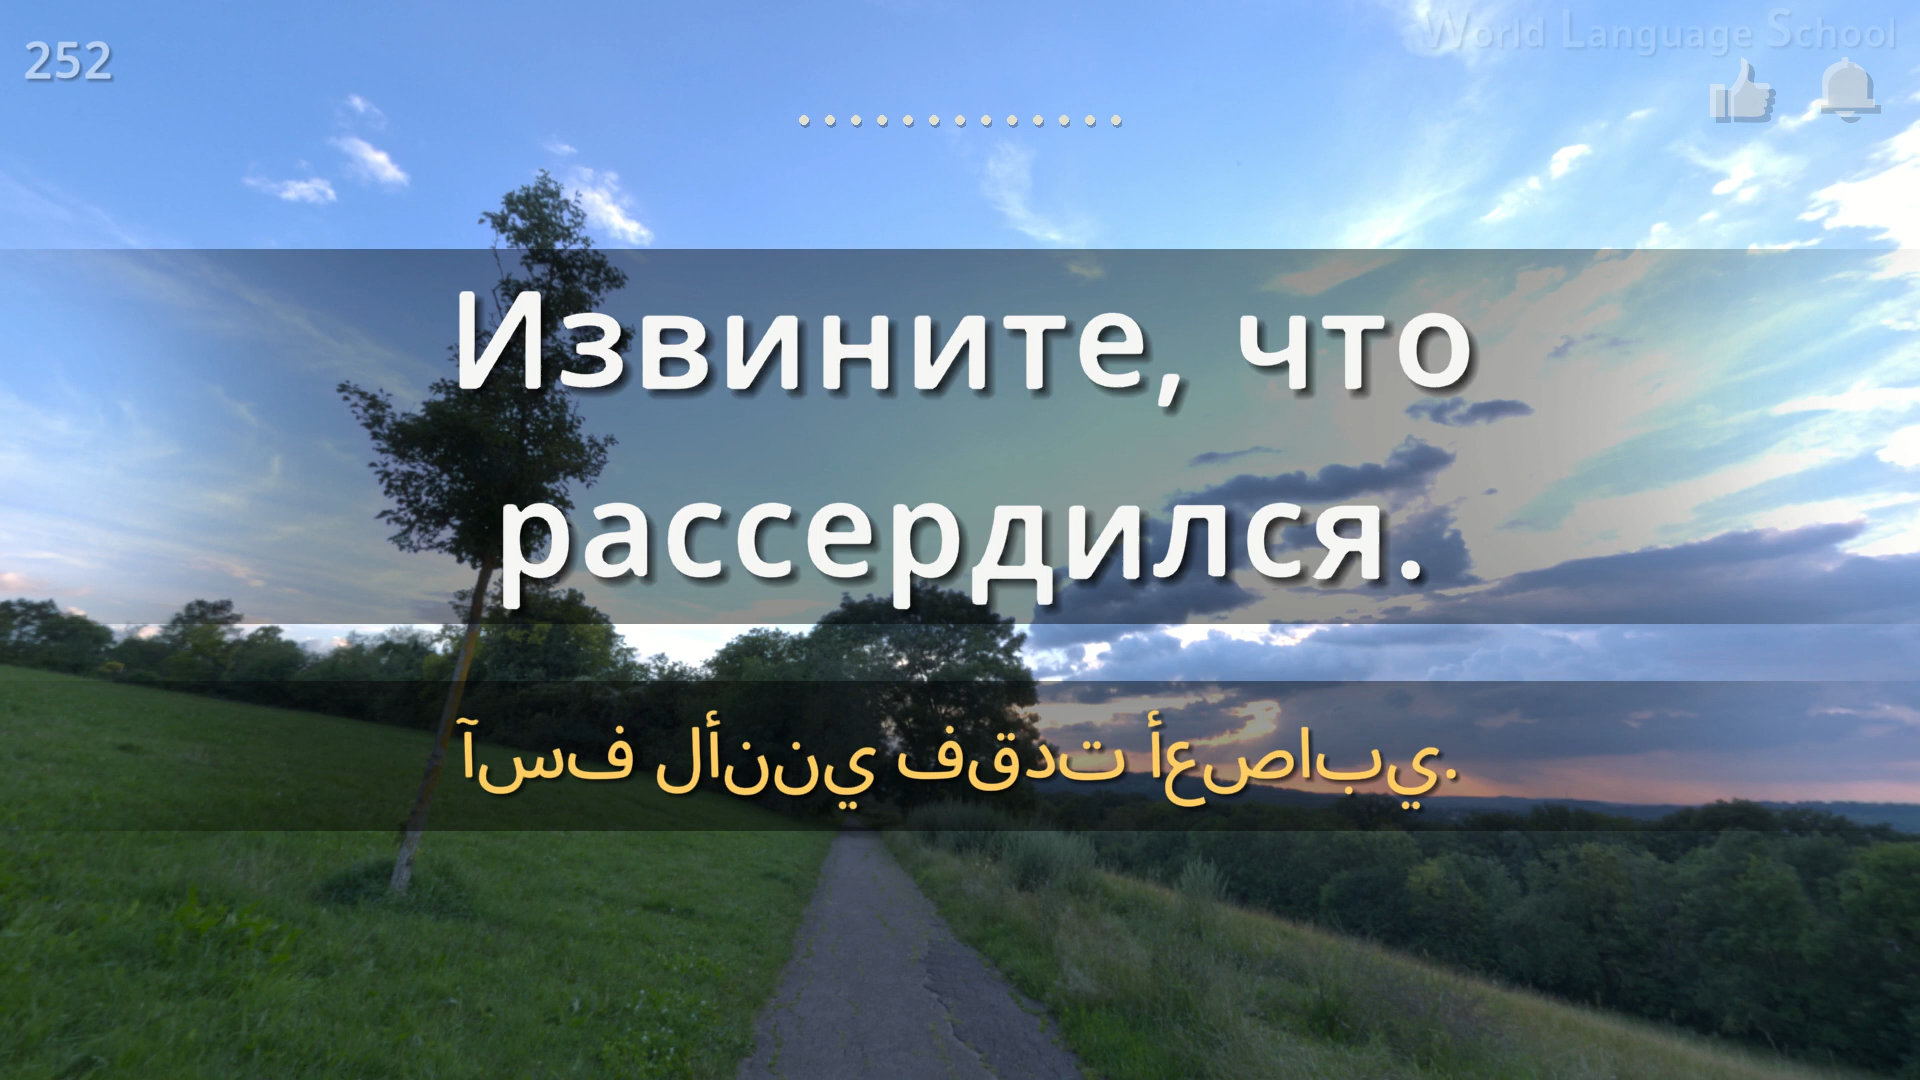 252
World Language School
Извините, что
рассердился.
آسف لأنني فقدت أعصابي.